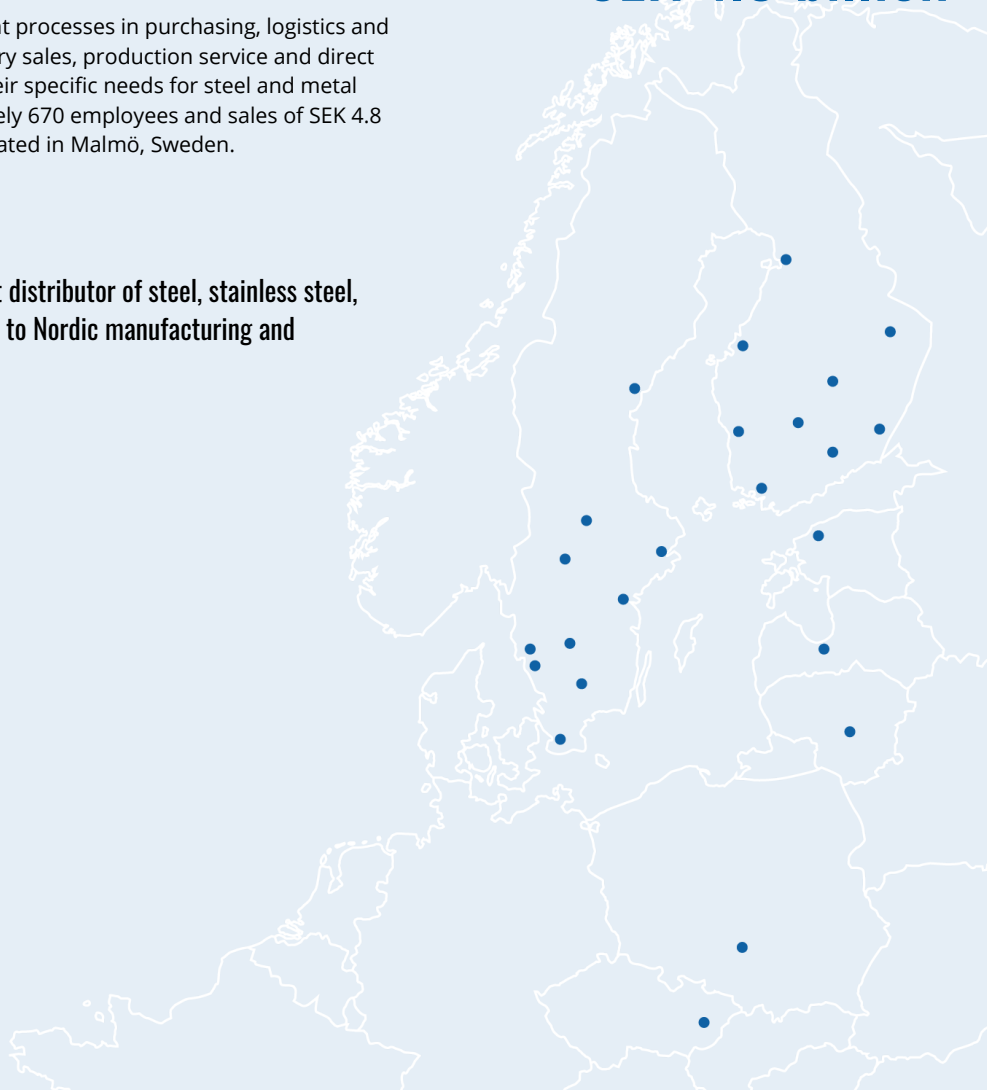 t processes in purchasing, logistics and
ry sales, production service and direct
eir specific needs for steel and metal
ely 670 employees and sales of SEK 4.8
ated in Malmö, Sweden.
distributor of steel, stainless steel,
to Nordic manufacturing and